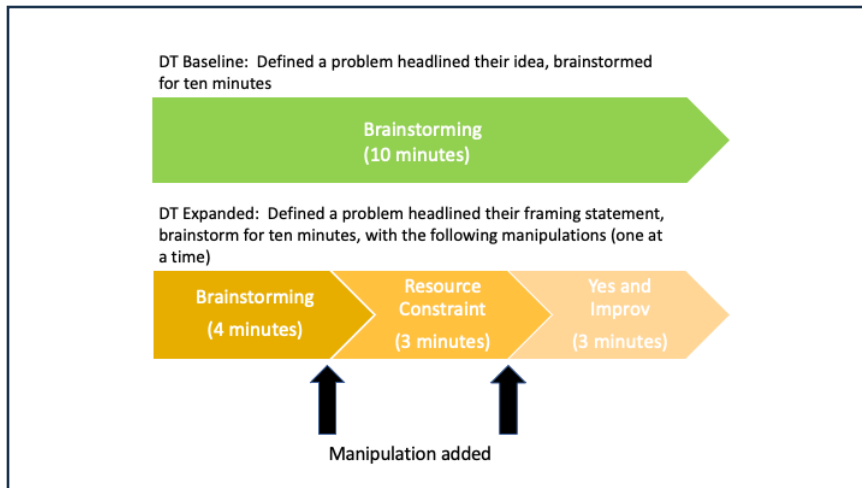 DT Baseline:  Defined a problem headlined their idea, brainstormed
for ten minutes
Brainstorming
(10 minutes)
DT Expanded:  Defined a problem headlined their framing statement,
brainstorm for ten minutes, with the following manipulations (one at
a time)
Brainstorming
(4 minutes)
Resource
Constraint
(3 minutes)
Yes and
Improv
(3 minutes)
Manipulation added